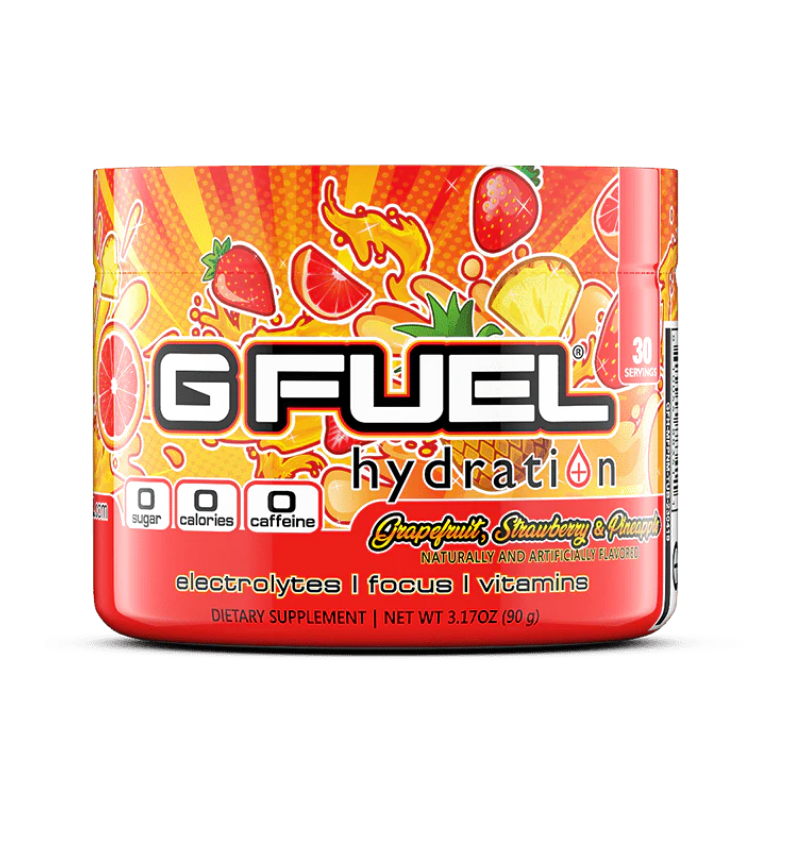 30
SERVINGS
G FUEL®
hydration
0
sugar
0
calories
0
caffeine
.com
Grapefruit, Strawberry & Pineapple
NATURALLY AND ARTIFICIALLY FLAVORED
electrolytes | focus | vitamins
DIETARY SUPPLEMENT | NET WT 3.17OZ (90 g)